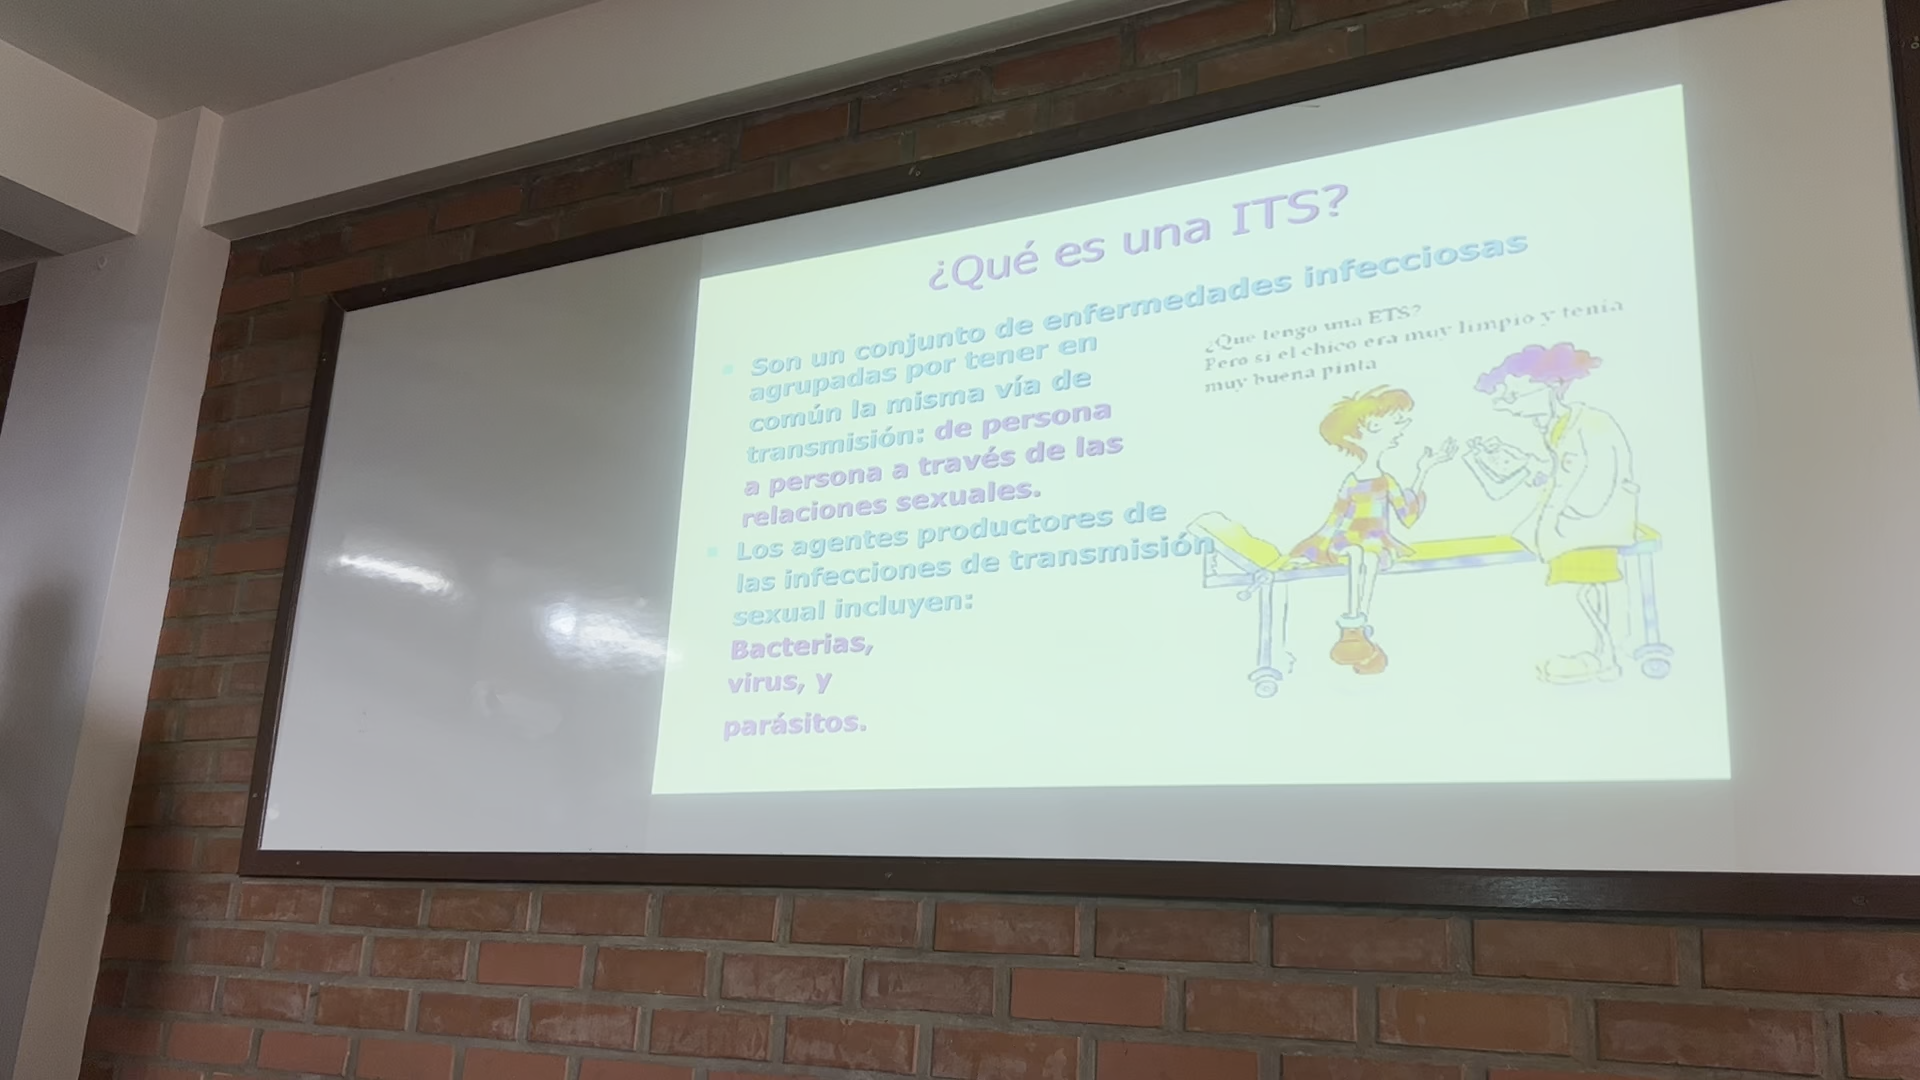 ¿Qué es una ITS?
Son un conjunto de enfermedades infecciosas
agrupadas por tener en
común la misma vía de
transmisión: de persona
a persona a través de las
relaciones sexuales.
Los agentes productores de
las infecciones de transmisión
sexual incluyen:
Bacterias,
virus, y
parásitos.
¿Que tengo una ETS?
Pero si el chico era muy limpio y tenía
muy buena pinta